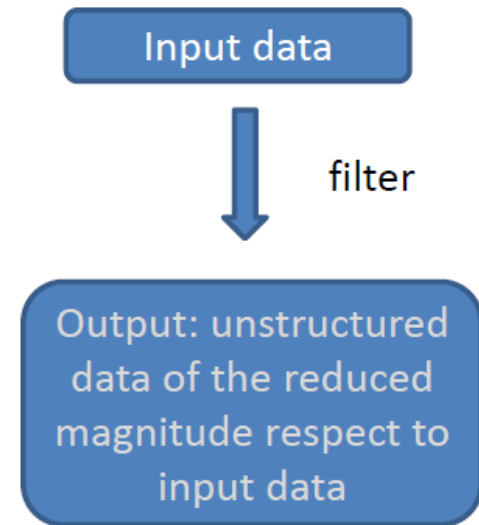 Input data
filter
Output: unstructured
data of the reduced
magnitude respect to
input data